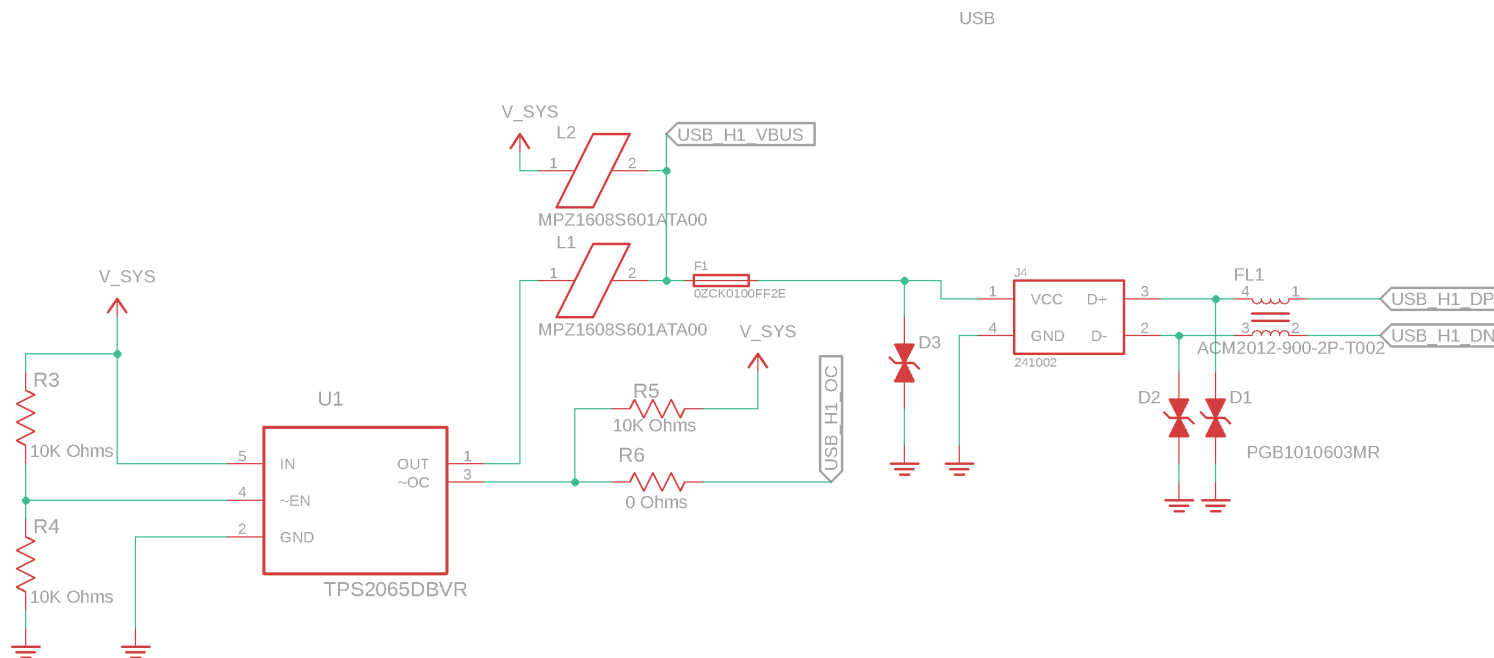 USB
V_SYS
L2
USB_H1_VBUS
1
2
MPZ1608S601ATA00
L1
1
2
MPZ1608S601ATA00
F1
0ZCK0100FF2E
V_SYS
V_SYS
R3
10K Ohms
R4
10K Ohms
U1
5 IN
4 ~EN
2 GND
OUT 1
~OC 3
TPS2065DBVR
R5
10K Ohms
R6
0 Ohms
USB_H1_OC
D3
J4
1 VCC D+ 3
4 GND D- 2
241002
FL1
4 1
3 2
ACM2012-900-2P-T002
USB_H1_DP
USB_H1_DN
D2
D1
PGB1010603MR